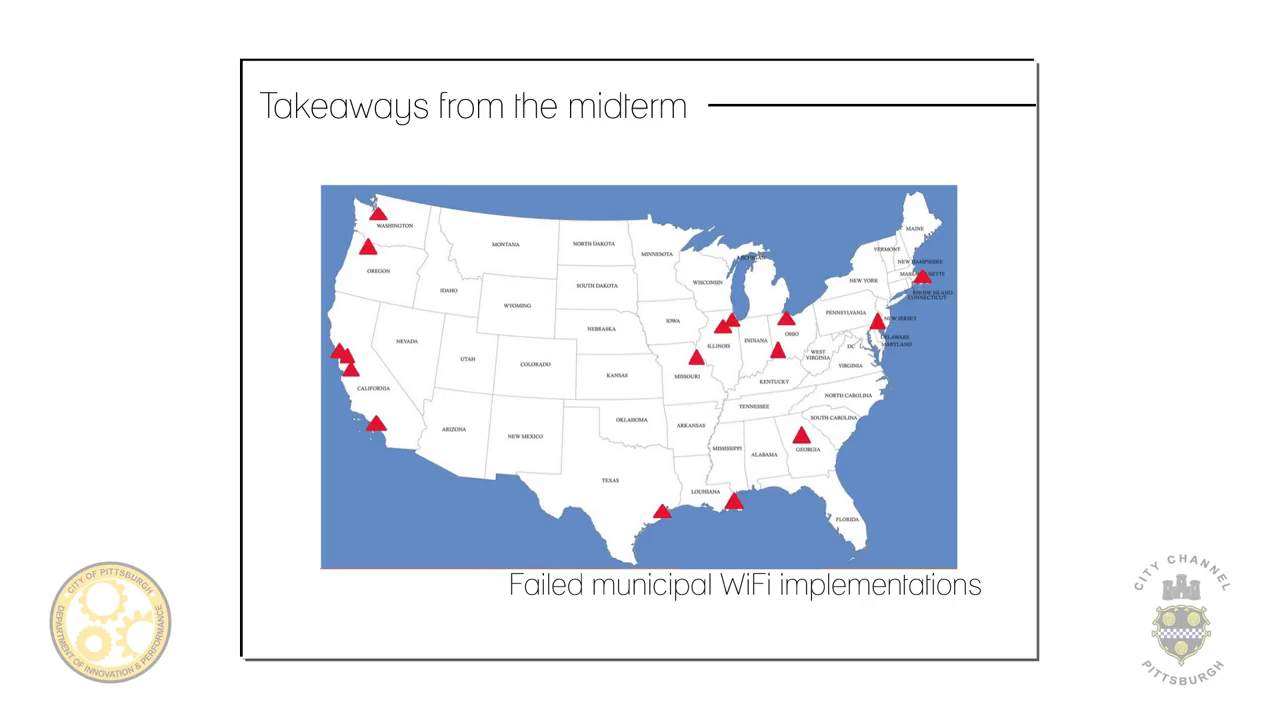 Takeaways from the midterm
WASHINGTON
MONTANA
NORTH DAKOTA
MINNESOTA
MAINE
VERMONT
NEW HAMPSHIRE
OREGON
IDAHO
WYOMING
SOUTH DAKOTA
WISCONSIN
MICHIGAN
NEW YORK
RHODE ISLAND
CONNECTICUT
NEBRASKA
IOWA
PENNSYLVANIA
NEW JERSEY
NEVADA
UTAH
COLORADO
ILLINOIS
INDIANA
OHIO
DELAWARE
MARYLAND
DC
WEST
VIRGINIA
VIRGINIA
CALIFORNIA
KANSAS
MISSOURI
KENTUCKY
NORTH CAROLINA
TENNESSEE
SOUTH CAROLINA
ARIZONA
NEW MEXICO
OKLAHOMA
ARKANSAS
MISSISSIPPI
ALABAMA
GEORGIA
TEXAS
LOUISIANA
FLORIDA
Failed municipal WiFi implementations
CITY OF PITTSBURGH
DEPARTMENT OF INNOVATION & PERFORMANCE
CITY CHANNEL
PITTSBURGH